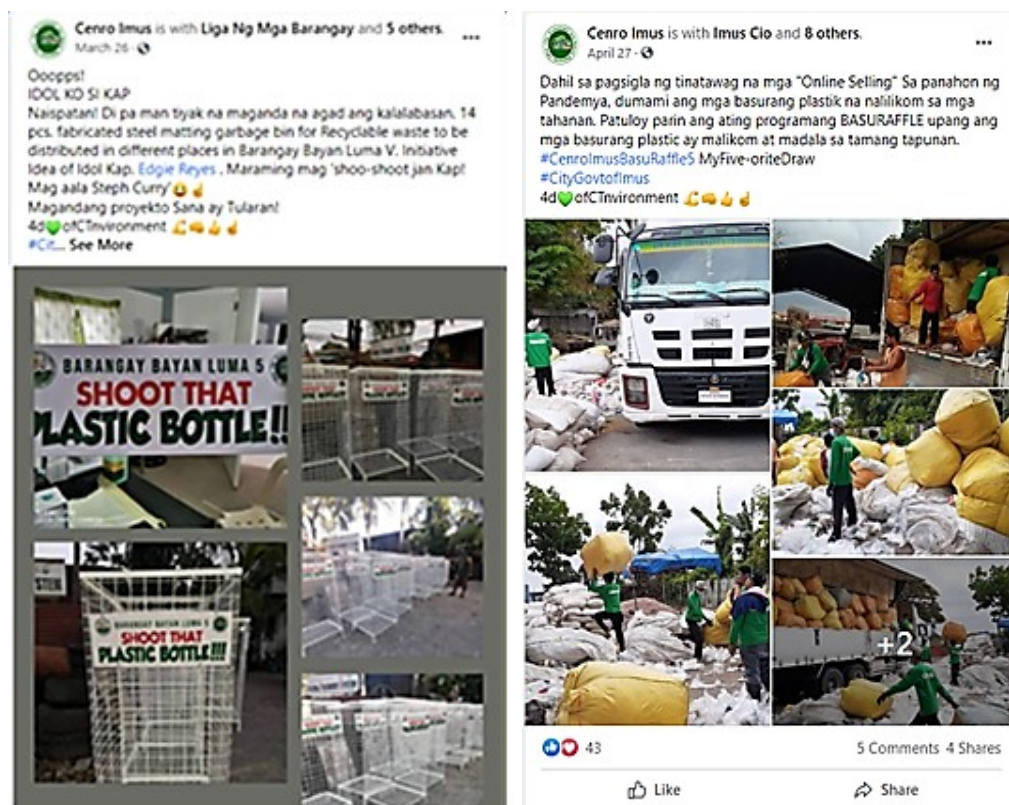 Cenro Imus is with Liga Ng Mga Barangay and 5 others.
March 26
Ooopps!
IDOL KO SI KAP
Naispatan! Di pa man tiyak na maganda na agad ang kalalabasan. 14
pcs. fabricated steel matting garbage bin for Recyclable waste to be
distributed in different places in Barangay Bayan Luma V. Initiative
Idea of Idol Kap. Edgie Reyes . Maraming mag 'shoo-shoot jan Kap!
Mag aala Steph Curry'😂☝
Magandang proyekto Sana ay Tularan!
4d💚ofCTnvironment 💪👊👍☝
#Cit... See More
BARANGAY BAYAN LUMA 5
SHOOT THAT
PLASTIC BOTTLE!!
BARANGAY BAYAN LUMA 5
SHOOT THAT
PLASTIC BOTTLE!!!
Cenro Imus is with Imus Cio and 8 others.
April 27
Dahil sa pagsigla ng tinatawag na mga "Online Selling" Sa panahon ng
Pandemya, dumami ang mga basurang plastik na nalilikom sa mga
tahanan. Patuloy parin ang ating programang BASURAFFLE upang ang
mga basurang plastic ay malikom at madala sa tamang tapunan.
#CenroImusBasuRaffle5 MyFive-oriteDraw
#CityGovtofImus
4d💚ofCTnvironment 💪👊👍☝
+2
43
5 Comments 4 Shares
Like
Share